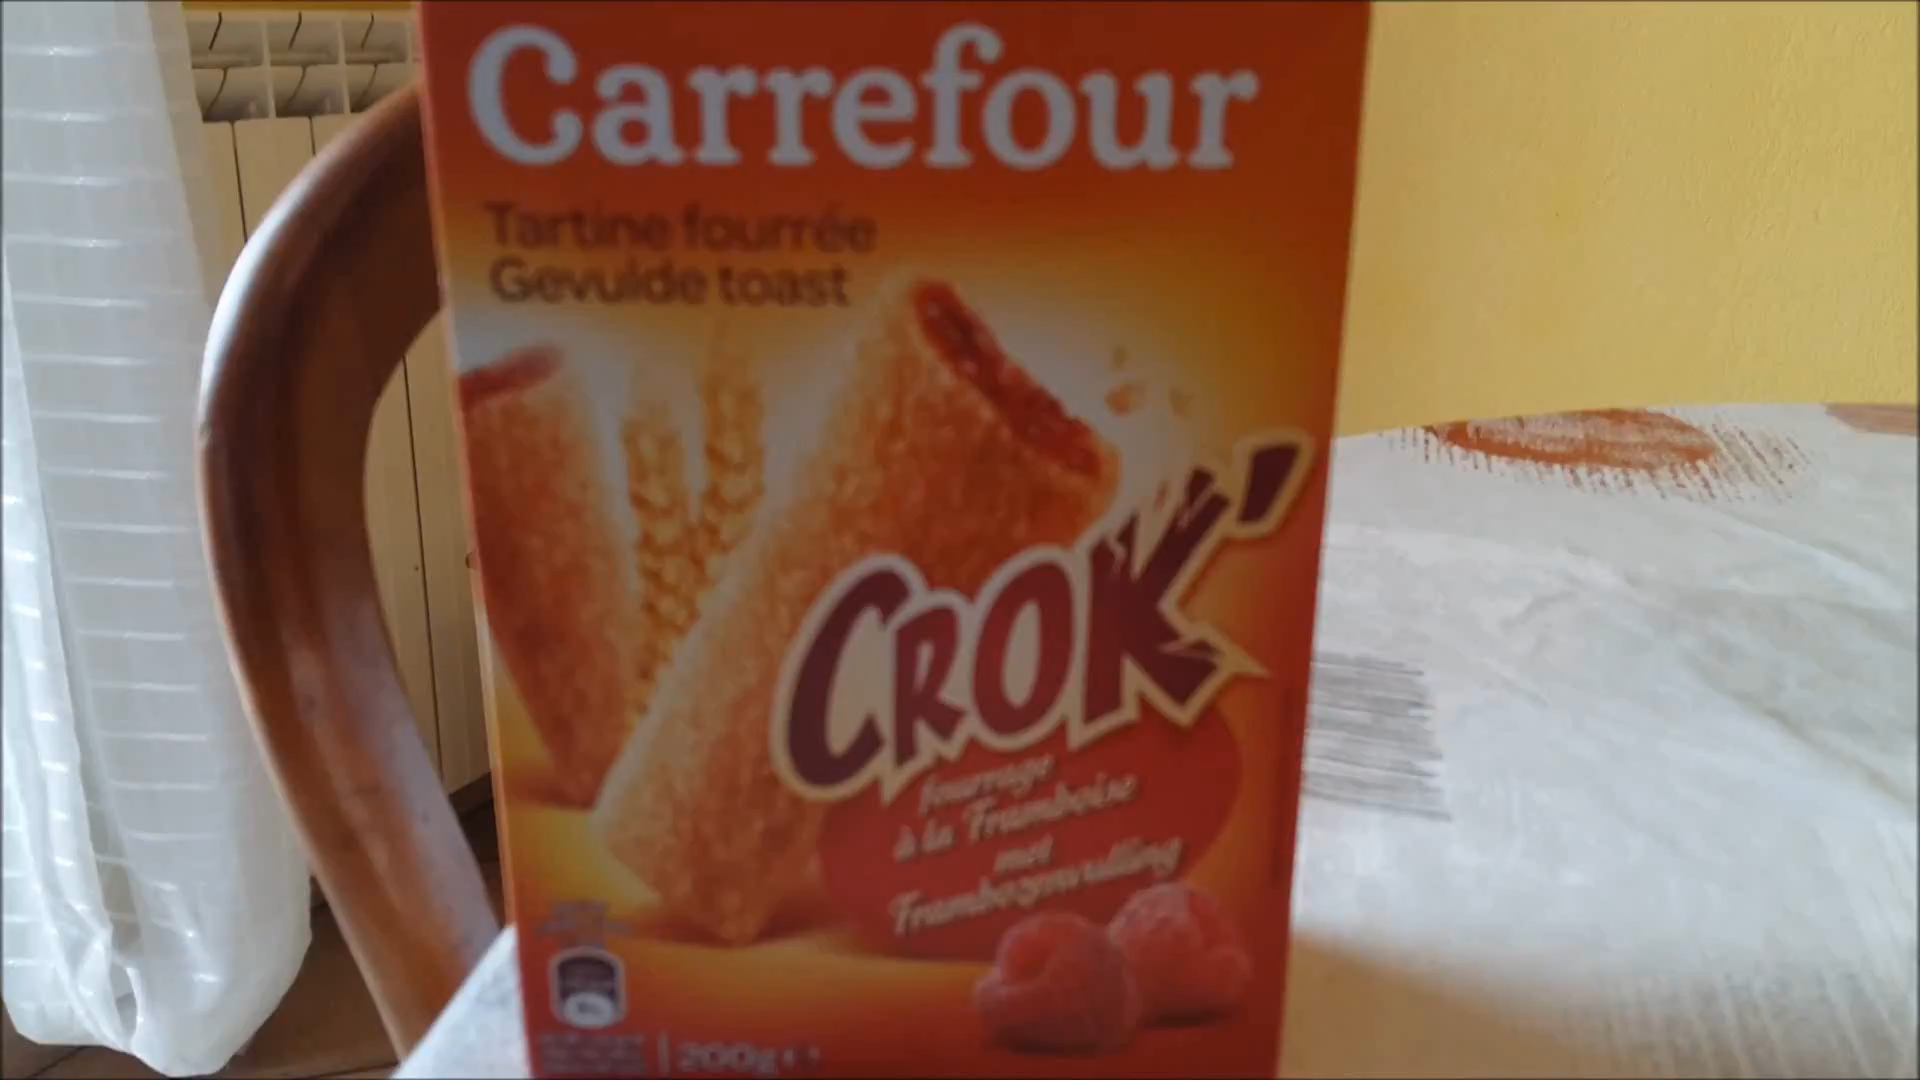 Carrefour
Tartine fourrée
Gevulde toast
CROK'
fourrage
à la Framboise
met
Frambozenvulling
200g e